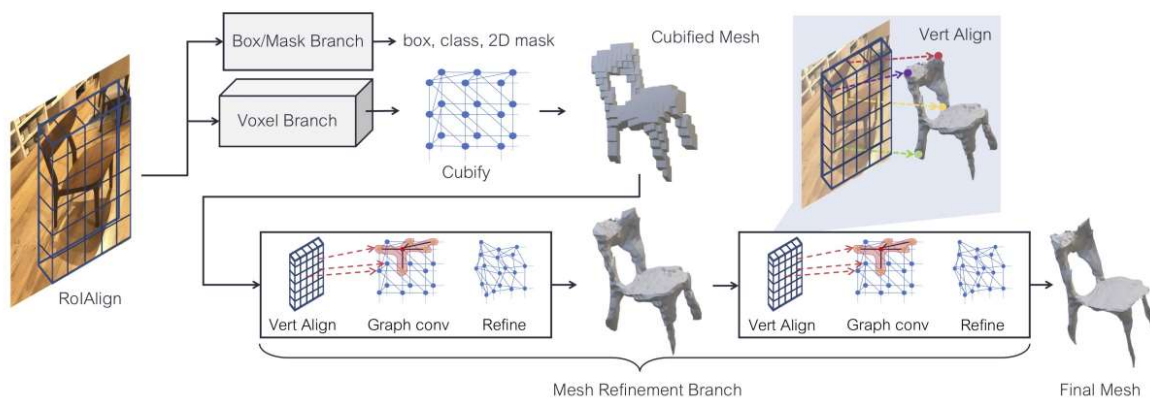 Box/Mask Branch
box, class, 2D mask
Cubified Mesh
Vert Align
Voxel Branch
Cubify
RoIAlign
Vert Align
Graph conv
Refine
Vert Align
Graph conv
Refine
Mesh Refinement Branch
Final Mesh